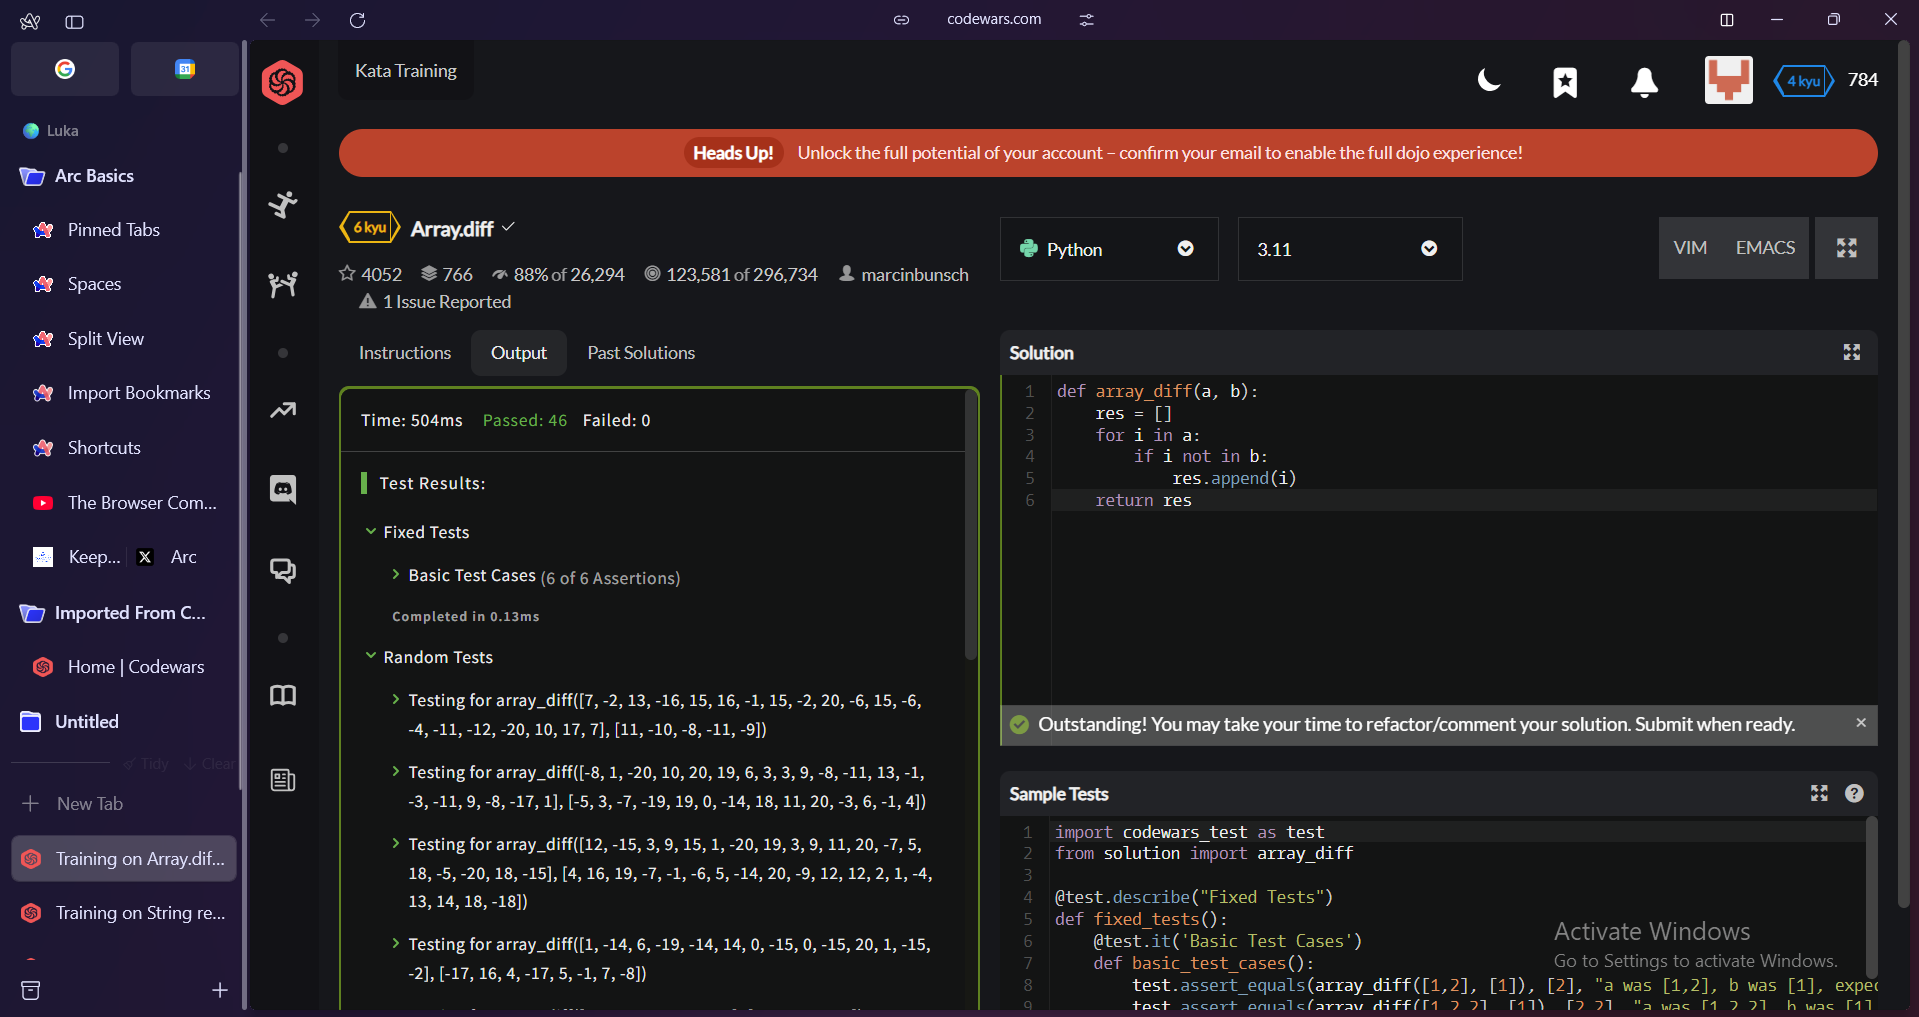 codewars.com
31
Luka
Arc Basics
Pinned Tabs
Spaces
Split View
Import Bookmarks
Shortcuts
The Browser Com...
Keep... X Arc
Imported From C...
Home | Codewars
Untitled
Tidy Clear
New Tab
Training on Array.dif...
Training on String re...
Kata Training
4 kyu 784
Heads Up! Unlock the full potential of your account – confirm your email to enable the full dojo experience!
6 kyu Array.diff
4052 766 88% of 26,294 123,581 of 296,734 marcinbunsch
1 Issue Reported
Python 3.11 VIM EMACS
Instructions Output Past Solutions
Time: 504ms Passed: 46 Failed: 0
Test Results:
Fixed Tests
Basic Test Cases (6 of 6 Assertions)
Completed in 0.13ms
Random Tests
Testing for array_diff([7, -2, 13, -16, 15, 16, -1, 15, -2, 20, -6, 15, -6,
-4, -11, -12, -20, 10, 17, 7], [11, -10, -8, -11, -9])
Testing for array_diff([-8, 1, -20, 10, 20, 19, 6, 3, 3, 9, -8, -11, 13, -1,
-3, -11, 9, -8, -17, 1], [-5, 3, -7, -19, 19, 0, -14, 18, 11, 20, -3, 6, -1, 4])
Testing for array_diff([12, -15, 3, 9, 15, 1, -20, 19, 3, 9, 11, 20, -7, 5,
18, -5, -20, 18, -15], [4, 16, 19, -7, -1, -6, 5, -14, 20, -9, 12, 12, 2, 1, -4,
13, 14, 18, -18])
Testing for array_diff([1, -14, 6, -19, -14, 14, 0, -15, 0, -15, 20, 1, -15,
-2], [-17, 16, 4, -17, 5, -1, 7, -8])
Solution
1 def array_diff(a, b):
2 res = []
3 for i in a:
4 if i not in b:
5 res.append(i)
6 return res
Outstanding! You may take your time to refactor/comment your solution. Submit when ready.
Sample Tests
1 import codewars_test as test
2 from solution import array_diff
3
4 @test.describe("Fixed Tests")
5 def fixed_tests():
6 @test.it('Basic Test Cases')
7 def basic_test_cases():
8 test.assert_equals(array_diff([1,2], [1]), [2], "a was [1,2], b was [1], expec
9 test.assert_equals(array_diff([1,2,2], [1]), [2,2], "a was [1,2,2], b was [1]
Activate Windows
Go to Settings to activate Windows.